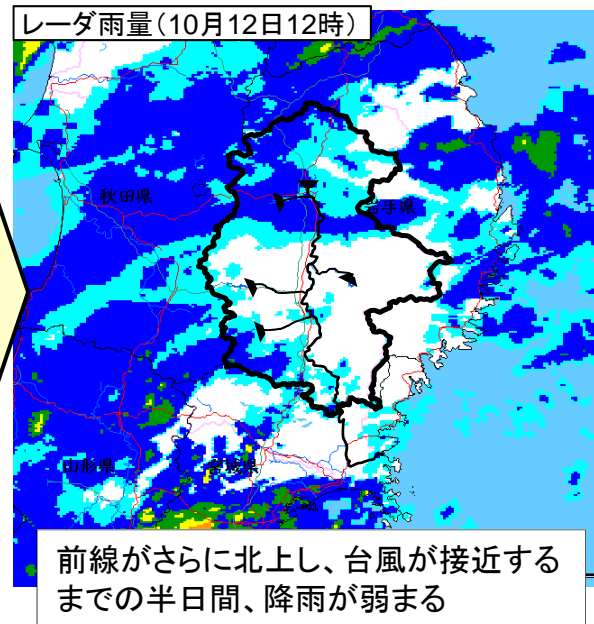 レーダ雨量(10月12日12時)
秋田県
手県
山形県
宮城県
前線がさらに北上し、台風が接近する
までの半日間、降雨が弱まる